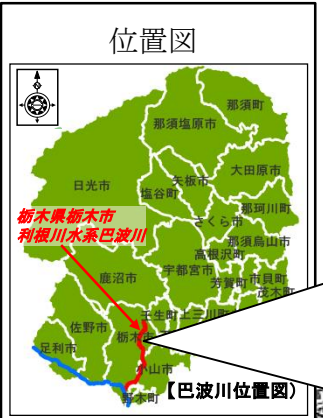 位置図
那須町
那須塩原市
大田原市
矢板市
日光市
塩谷町
那珂川町
さくら市
栃木県栃木市
利根川水系巴波川
那須烏山市
高根沢町
宇都宮市
鹿沼市
芳賀町
市貝町
茂木町
壬生町
上三川町
佐野市
栃木市
足利市
小山市
野木町
【巴波川位置図】